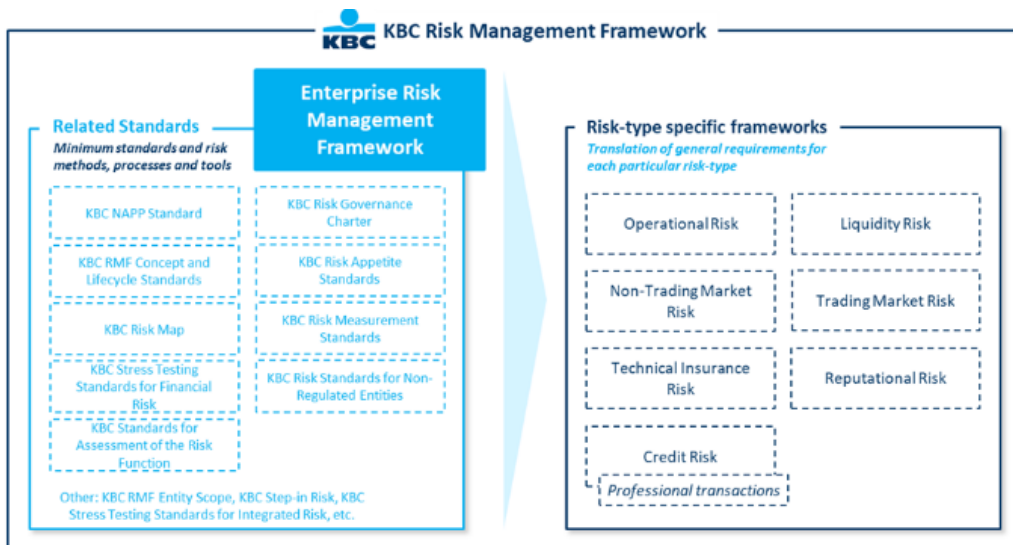 KBC KBC Risk Management Framework
Enterprise Risk
Management
Framework
Related Standards
Minimum standards and risk
methods, processes and tools
KBC NAPP Standard
KBC Risk Governance
Charter
KBC RMF Concept and
Lifecycle Standards
KBC Risk Appetite
Standards
KBC Risk Map
KBC Risk Measurement
Standards
KBC Stress Testing
Standards for Financial
Risk
KBC Risk Standards for Non-
Regulated Entities
KBC Standards for
Assessment of the Risk
Function
Other: KBC RMF Entity Scope, KBC Step-in Risk, KBC
Stress Testing Standards for Integrated Risk, etc.
Risk-type specific frameworks
Translation of general requirements for
each particular risk-type
Operational Risk
Liquidity Risk
Non-Trading Market
Risk
Trading Market Risk
Technical Insurance
Risk
Reputational Risk
Credit Risk
Professional transactions